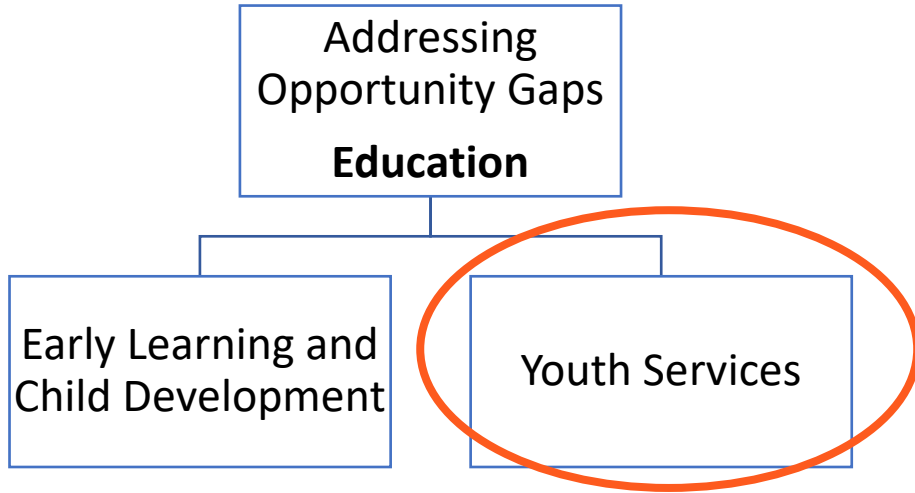 Addressing
Opportunity Gaps
Education
Early Learning and
Child Development
Youth Services